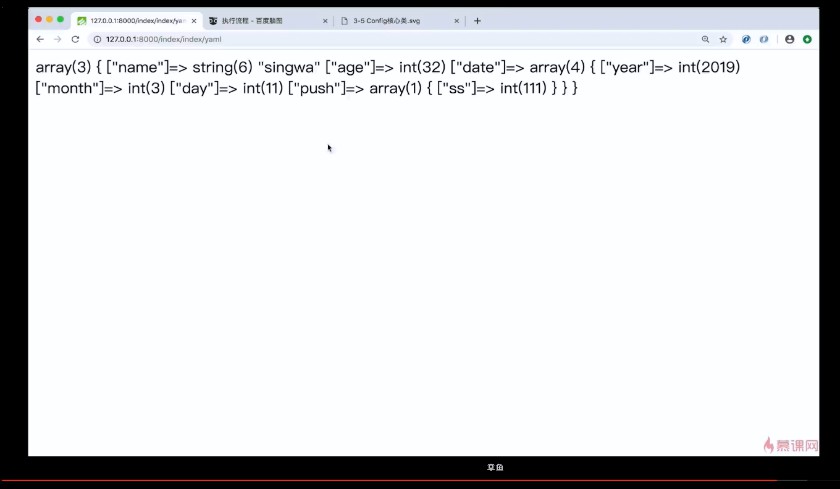 127.0.0.1:8000/index/index/yam
执行流程 - 百度脑图
3-5 Config核心类.svg
127.0.0.1:8000/index/index/yaml
array(3) { ["name"]=> string(6) "singwa" ["age"]=> int(32) ["date"]=> array(4) { ["year"]=> int(2019)
["month"]=> int(3) ["day"]=> int(11) ["push"]=> array(1) { ["ss"]=> int(111) } } }
慕课网